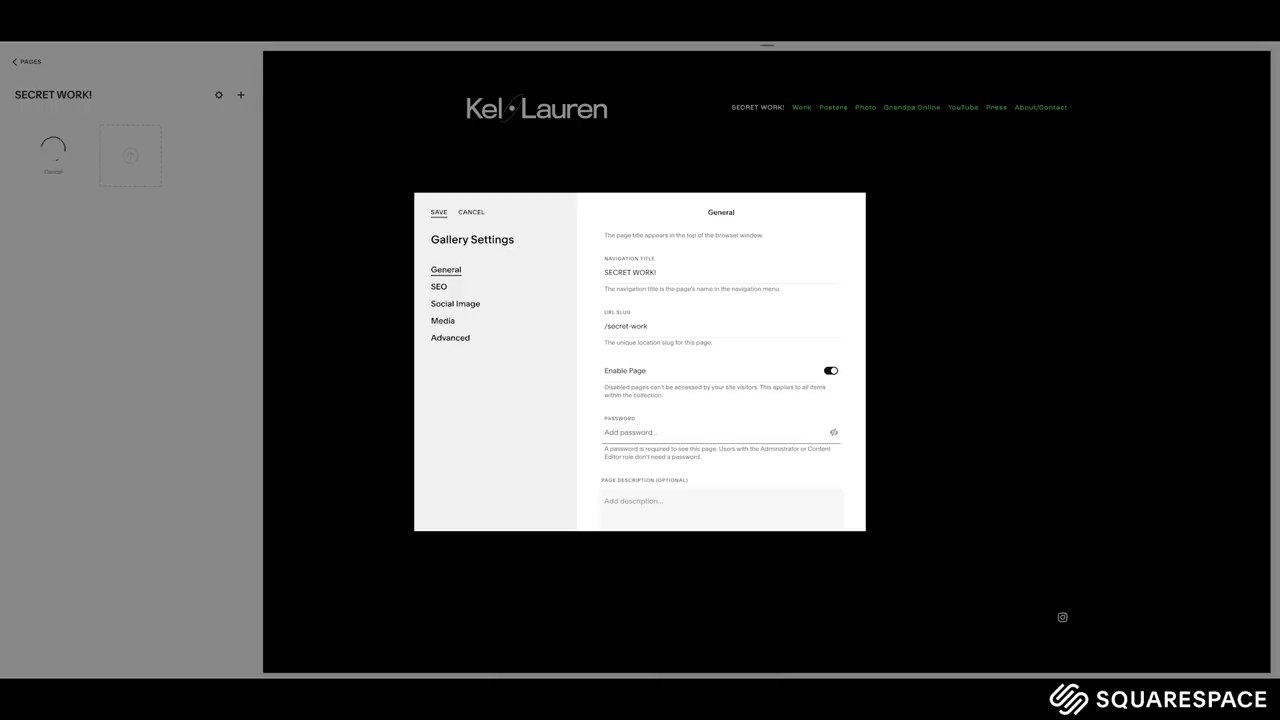 PAGES
SECRET WORK!
Cancel
Kel Lauren
SECRET WORK! Work Posters Photo Grandpa Online YouTube Press About/Contact
SAVE CANCEL
Gallery Settings
General
SEO
Social Image
Media
Advanced
General
The page title appears in the top of the browser window.
NAVIGATION TITLE
SECRET WORK!
The navigation title is the page's name in the navigation menu.
URL SLUG
/secret-work
The unique location slug for this page.
Enable Page
Disabled pages can't be accessed by your site visitors. This applies to all items
within the collection.
PASSWORD
Add password...
A password is required to see this page. Users with the Administrator or Content
Editor role don't need a password.
PAGE DESCRIPTION (OPTIONAL)
Add description...
SQUARESPACE